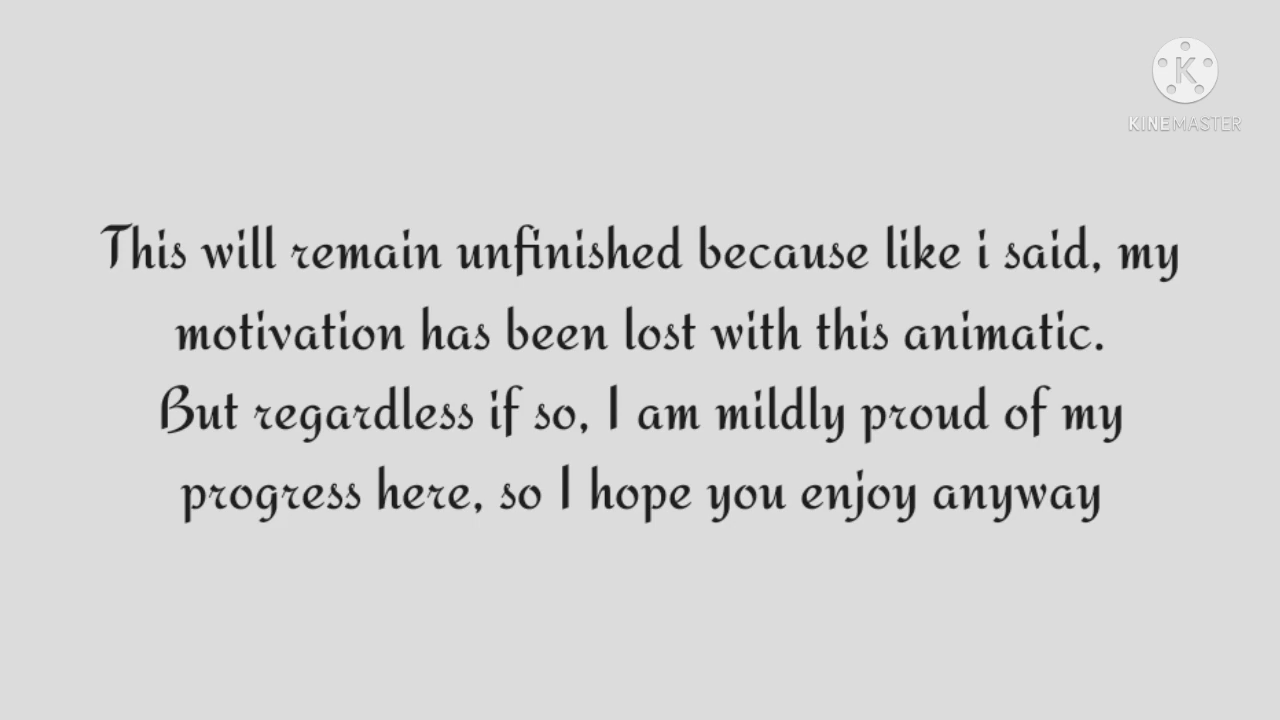 KINEMASTER
This will remain unfinished because like i said, my
motivation has been lost with this animatic.
But regardless if so, I am mildly proud of my
progress here, so I hope you enjoy anyway